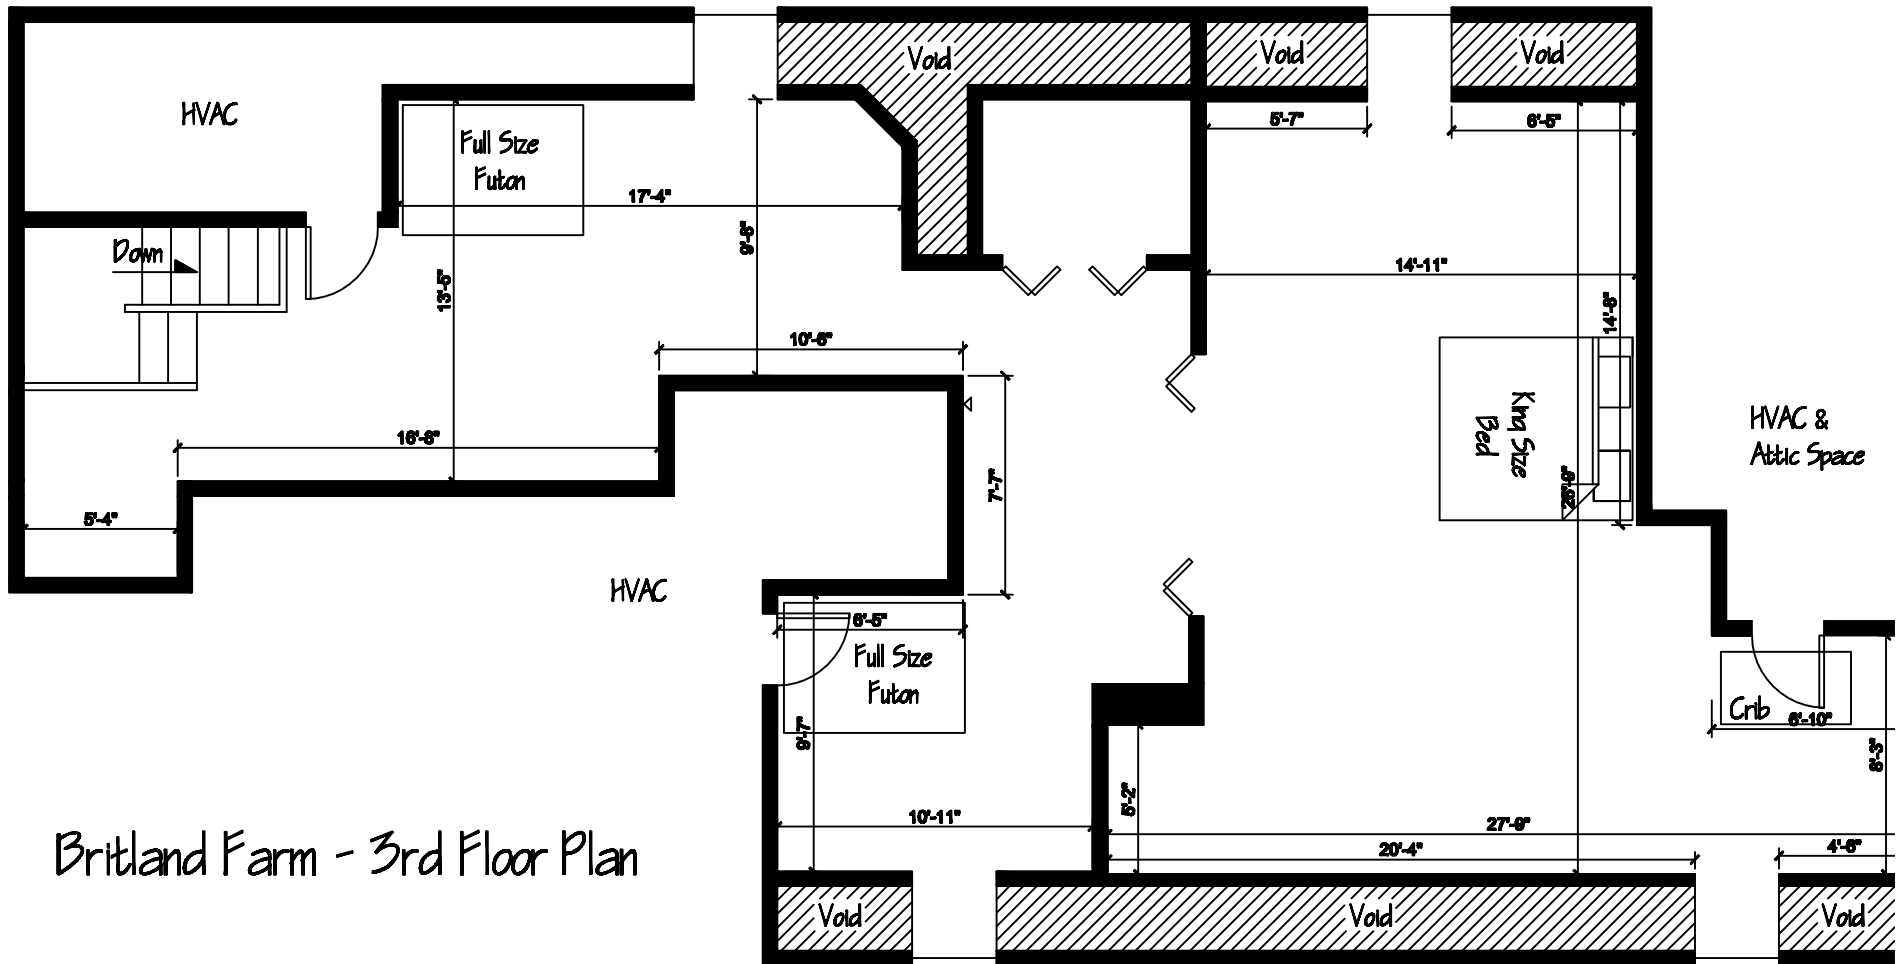 Void
Void
Void
HVAC
Full Size
Futon
5'-7"
6'-5"
17'-4"
9'-8"
Down
13'-5"
14'-11"
14'-8"
10'-6"
King Size
Bed
HVAC &
Attic Space
16'-8"
7'-7"
5'-4"
HVAC
6'-5"
Full Size
Futon
9'-7"
Crib
6'-10"
8'-3"
5'-2"
10'-11"
27'-9"
20'-4"
4'-6"
Britland Farm - 3rd Floor Plan
Void
Void
Void